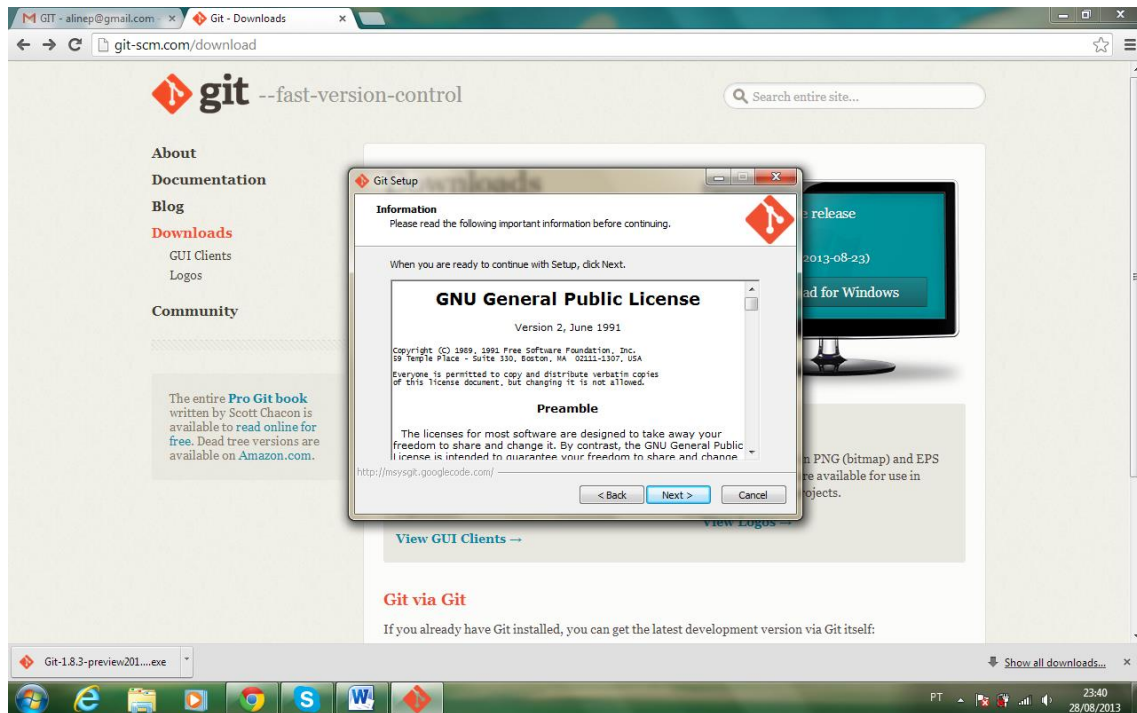 GIT - alinep@gmail.com
Git - Downloads
git-scm.com/download
git --fast-version-control
Search entire site...
About
Documentation
Blog
Downloads
GUI Clients
Logos
Community
The entire Pro Git book
written by Scott Chacon is
available to read online for
free. Dead tree versions are
available on Amazon.com.
Downloads
release
2013-08-23)
ad for Windows
Git Setup
Information
Please read the following important information before continuing.
When you are ready to continue with Setup, click Next.
GNU General Public License
Version 2, June 1991
Copyright (C) 1989, 1991 Free Software Foundation, Inc.
59 Temple Place - Suite 330, Boston, MA 02111-1307, USA
Everyone is permitted to copy and distribute verbatim copies
of this license document, but changing it is not allowed.
Preamble
The licenses for most software are designed to take away your
freedom to share and change it. By contrast, the GNU General Public
License is intended to guarantee your freedom to share and change
http://msysgit.googlecode.com/
< Back
Next >
Cancel
n PNG (bitmap) and EPS
re available for use in
ojects.
View Logos →
View GUI Clients →
Git via Git
If you already have Git installed, you can get the latest development version via Git itself:
Git-1.8.3-preview201....exe
Show all downloads...
PT
23:40
28/08/2013